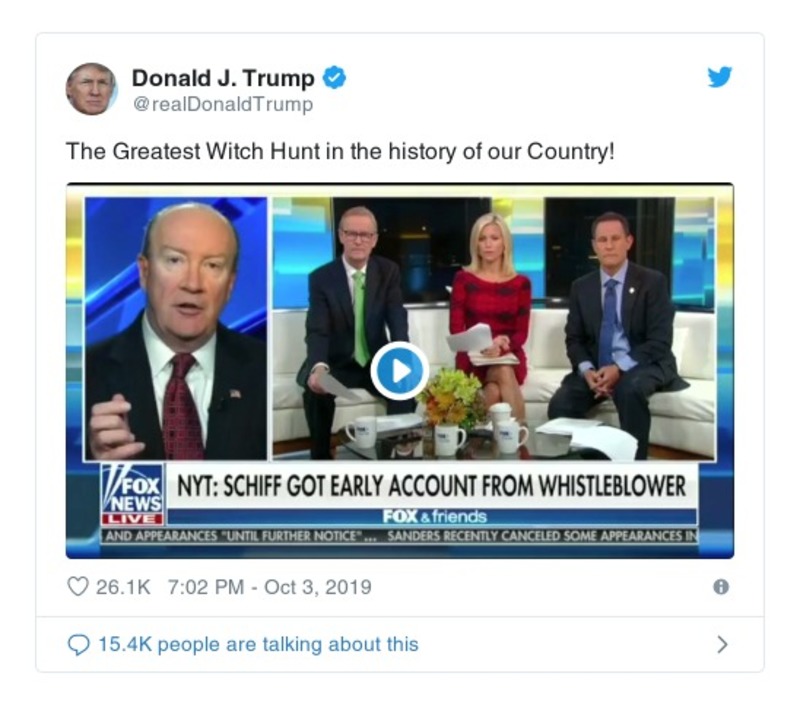 Donald J. Trump
@realDonaldTrump
The Greatest Witch Hunt in the history of our Country!
FOX
NEWS
LIVE
NYT: SCHIFF GOT EARLY ACCOUNT FROM WHISTLEBLOWER
FOX & friends
AND APPEARANCES "UNTIL FURTHER NOTICE"... SANDERS RECENTLY CANCELED SOME APPEARANCES IN
26.1K 7:02 PM - Oct 3, 2019
15.4K people are talking about this